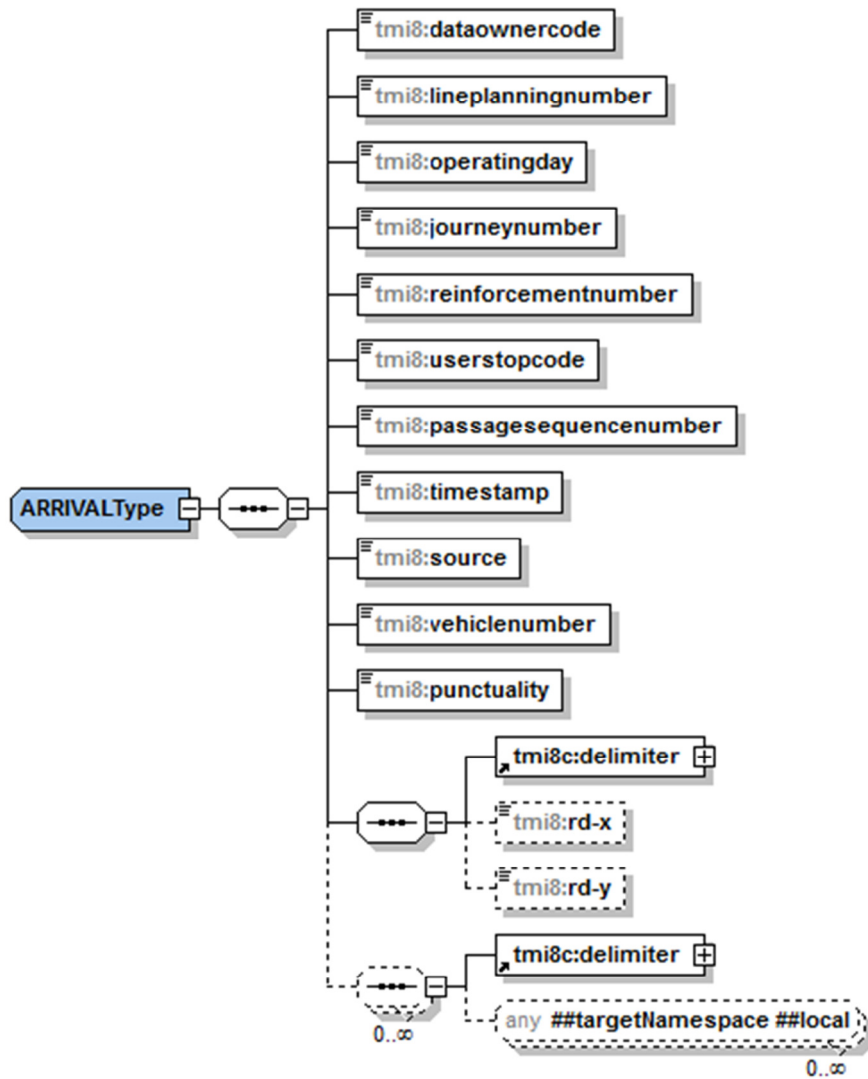 tmi8:dataownercode
tmi8:lineplanningnumber
tmi8:operatingday
tmi8:journeynumber
tmi8:reinforcementnumber
tmi8:userstopcode
tmi8:passagesequencenumber
ARRIVALType
tmi8:timestamp
tmi8:source
tmi8:vehiclenumber
tmi8:punctuality
tmi8c:delimiter
tmi8:rd-x
tmi8:rd-y
tmi8c:delimiter
any ##targetNamespace ##local
0..∞
0..∞